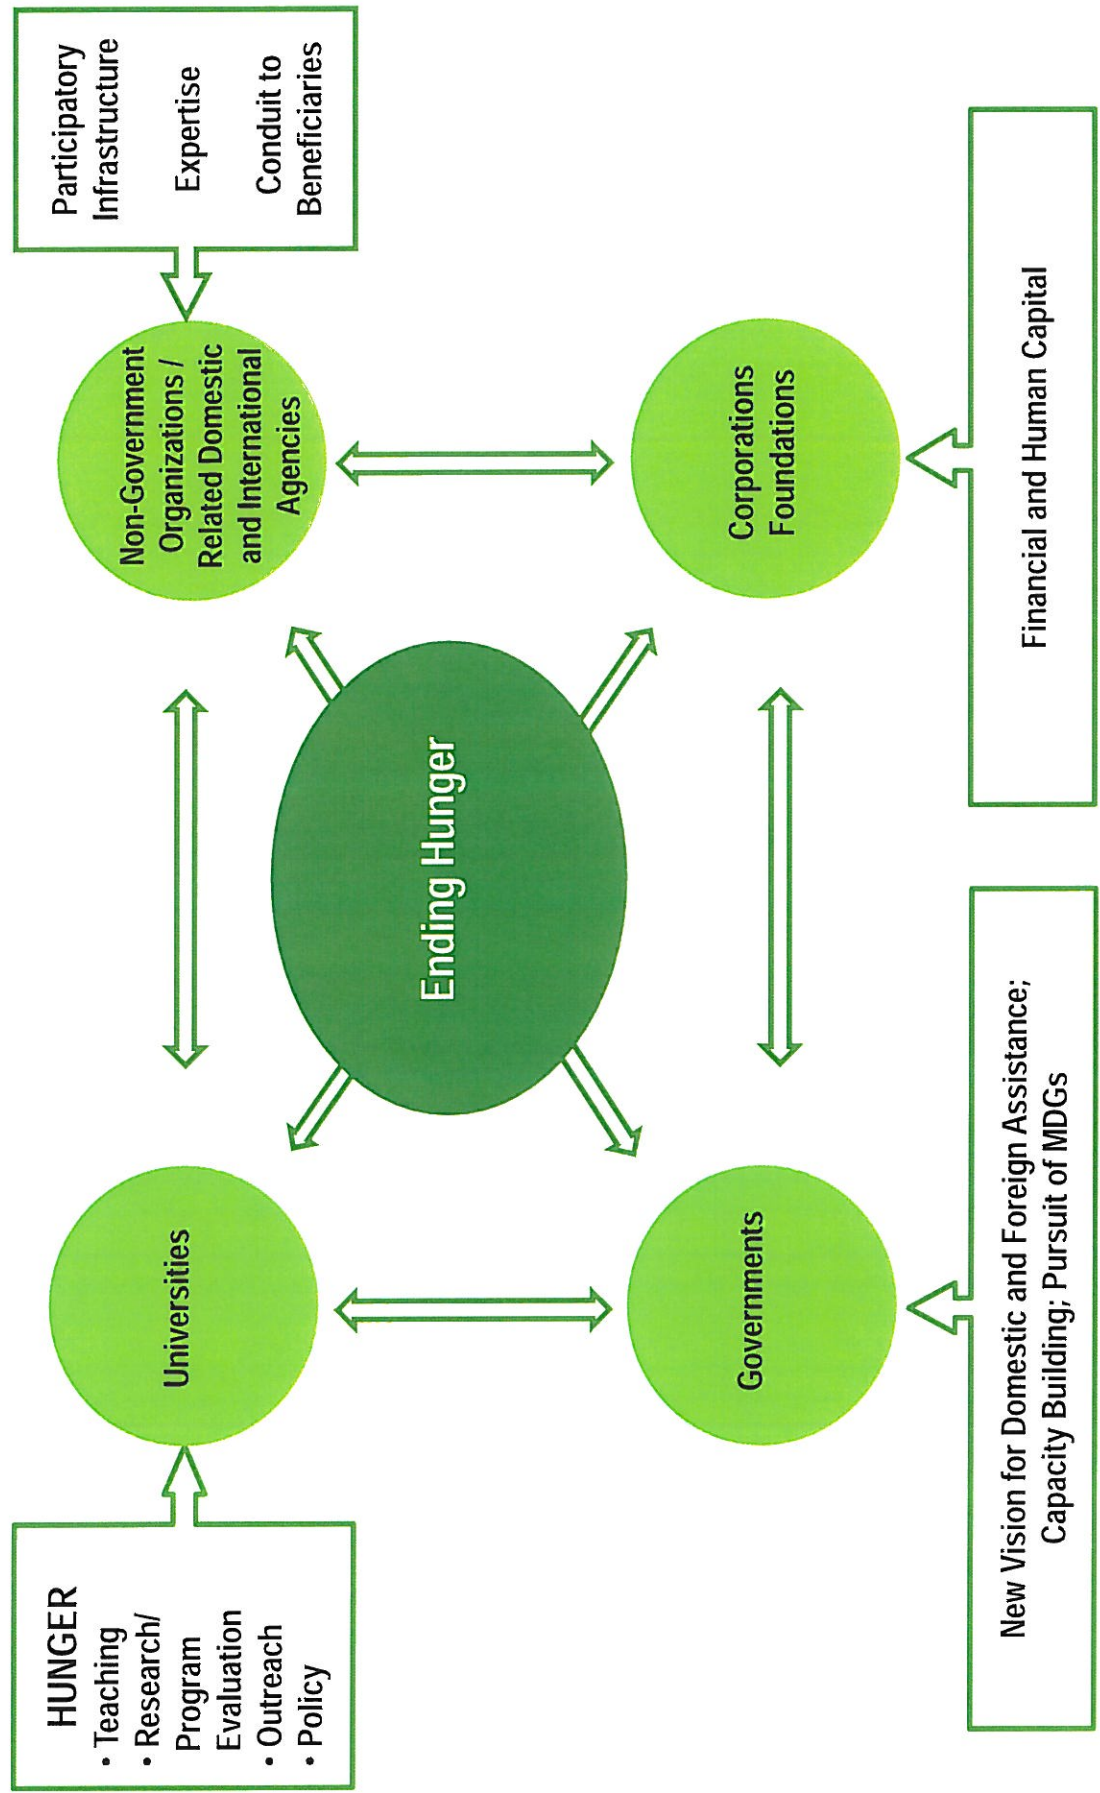 HUNGER
• Teaching
• Research/
Program
Evaluation
• Outreach
• Policy
Universities
Non-Government
Organizations /
Related Domestic
and International
Agencies
Participatory
Infrastructure
Expertise
Conduit to
Beneficiaries
Ending Hunger
Governments
Corporations
Foundations
New Vision for Domestic and Foreign Assistance;
Capacity Building; Pursuit of MDGs
Financial and Human Capital